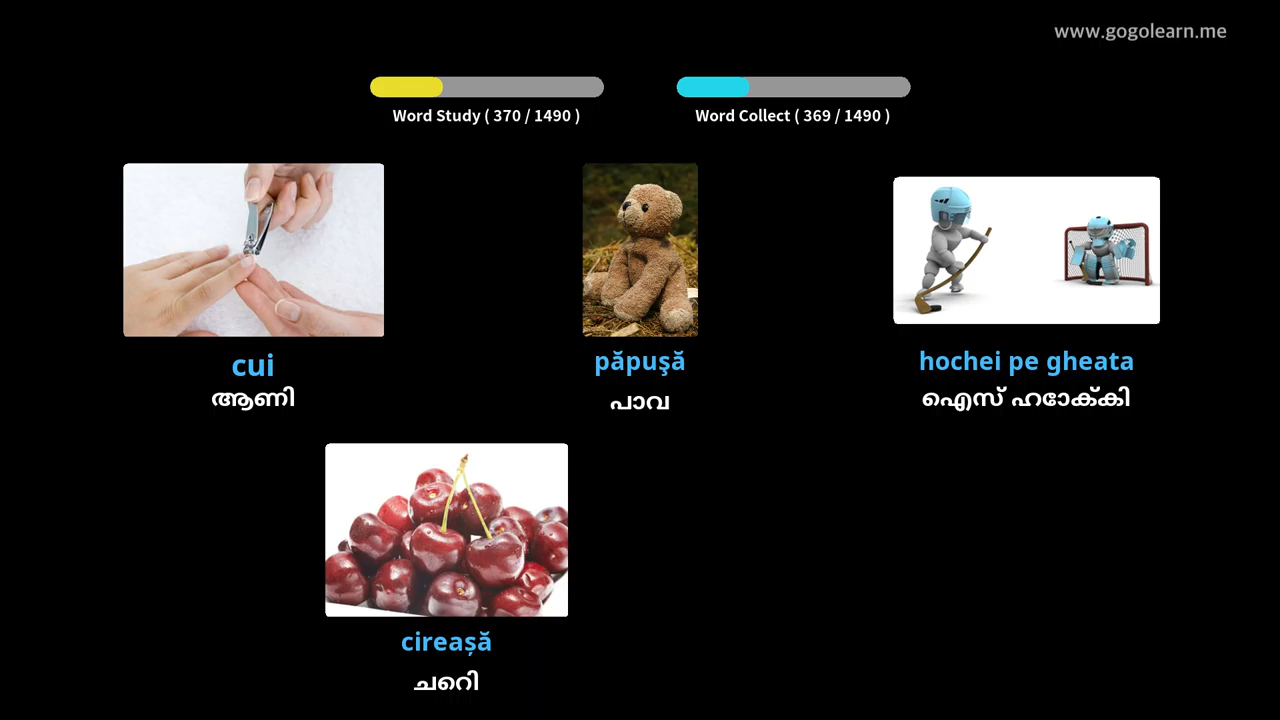 www.gogolearn.me
Word Study ( 370 / 1490 )
Word Collect ( 369 / 1490 )
cui
ആണി
păpuşă
പാവ
hochei pe gheata
ഐസ് ഹോക്കി
cireașă
ചെറി